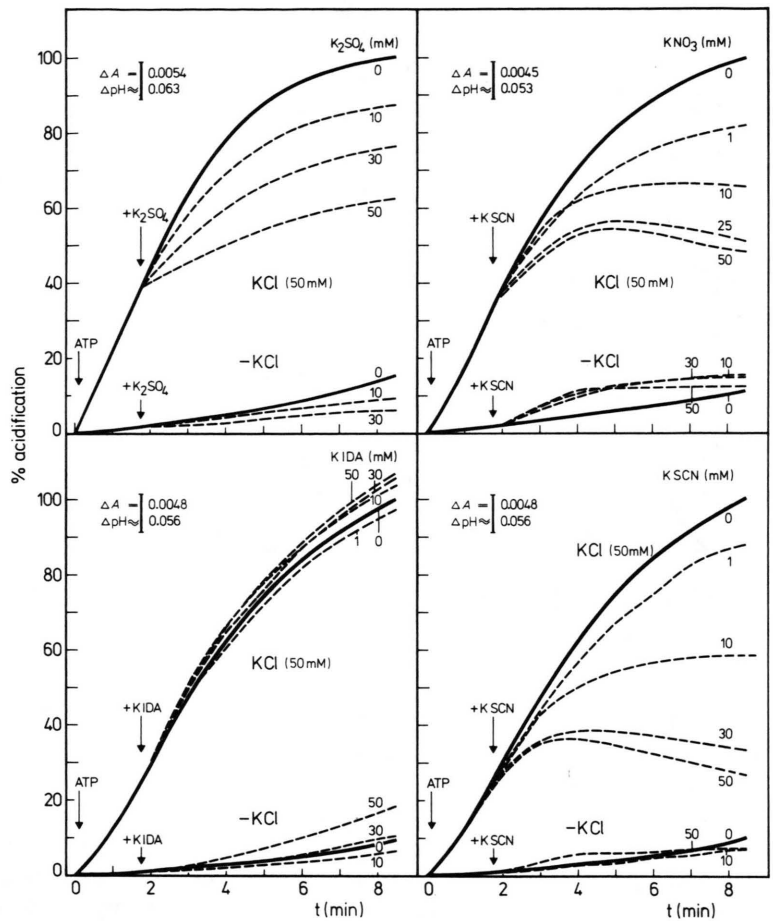 % acidification
K₂SO₄ (mM)
100
80
60
40
20
0
ΔA = 0.0054
ΔpH≈ 0.063
0
10
30
50
+K₂SO₄
KCl (50mM)
ATP
-KCl
+K₂SO₄
0
10
30
KNO₃ (mM)
ΔA = 0.0045
ΔpH≈ 0.053
0
1
10
25
50
+KSCN
KCl (50mM)
ATP
-KCl
+KSCN
30 10
50 0
KIDA (mM)
100
80
60
40
20
0
ΔA = 0.0048
ΔpH≈ 0.056
50 30
10
1 0
KCl (50mM)
+KIDA
ATP
-KCl
+KIDA
50
30
0
10
0 2 4 6 8
t (min)
KSCN (mM)
ΔA = 0.0048
ΔpH≈ 0.056
0
KCl (50mM)
1
10
+KSCN
30
50
ATP
-KCl
+KSCN
50 0
10
0 2 4 6 8
t (min)